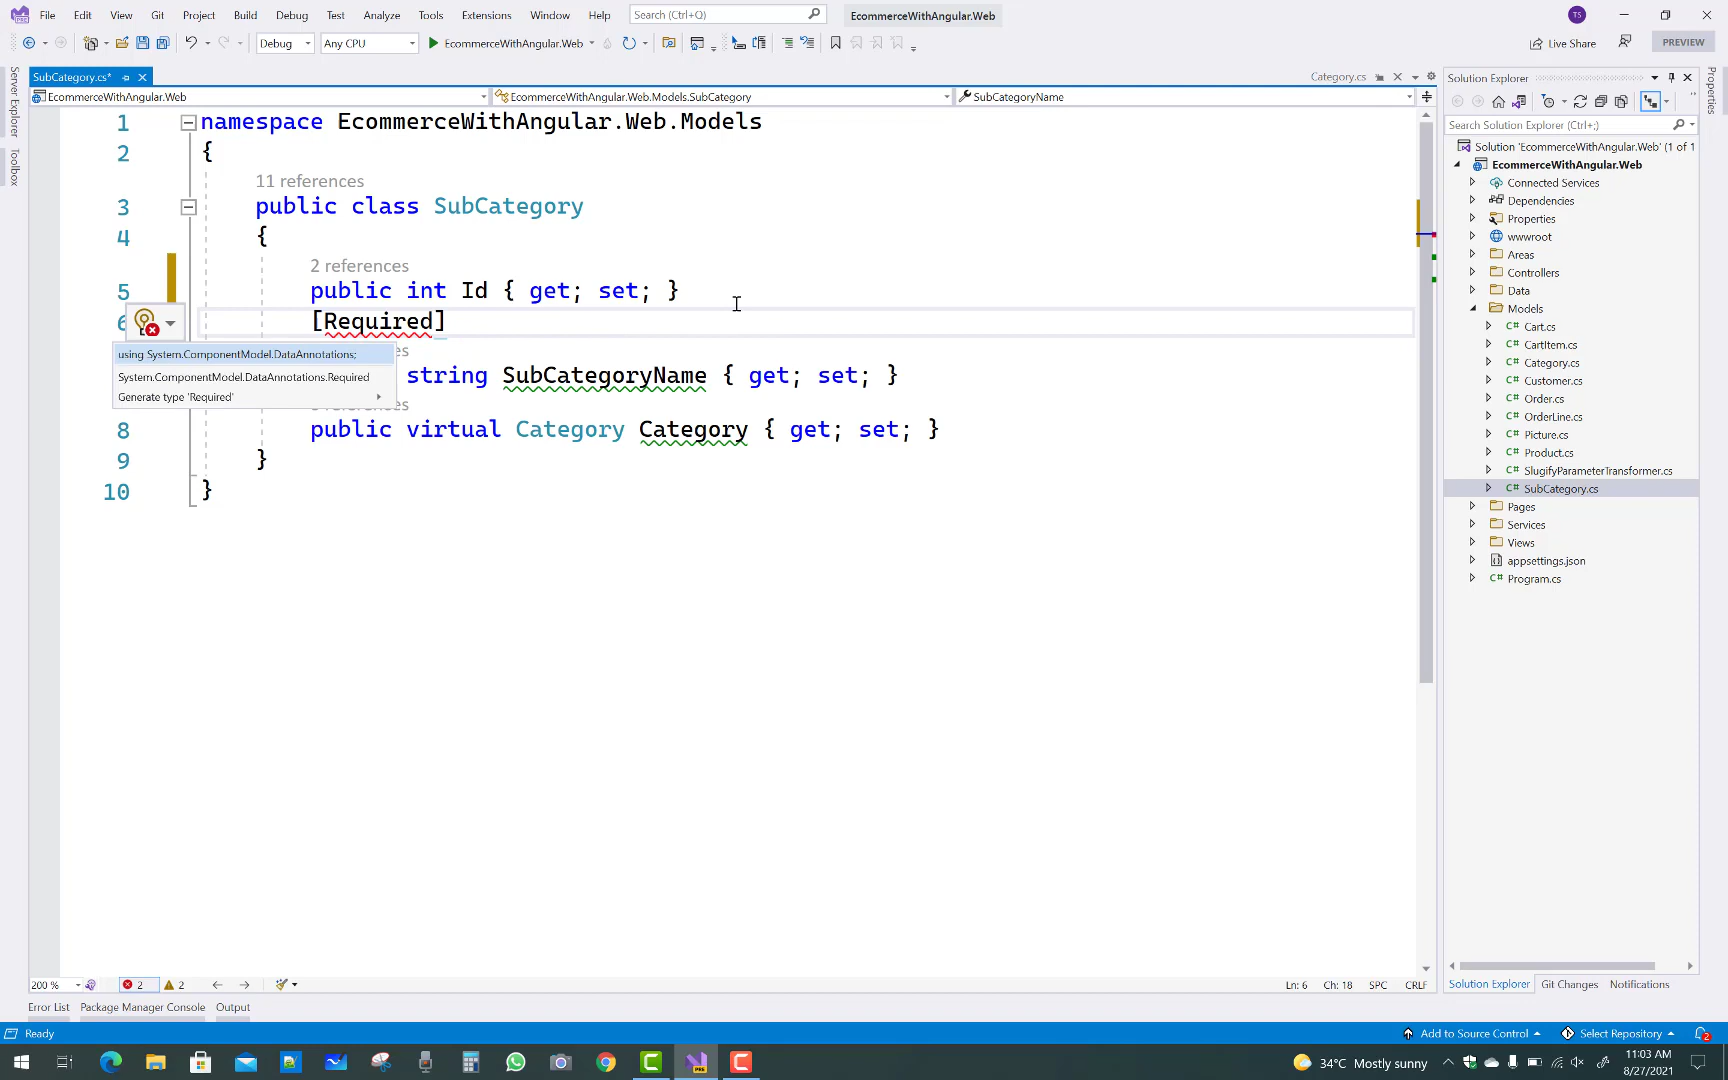 File Edit View Git Project Build Debug Test Analyze Tools Extensions Window Help Search (Ctrl+Q) EcommerceWithAngular.Web TS
Debug Any CPU EcommerceWithAngular.Web Live Share PREVIEW
SubCategory.cs* Category.cs
EcommerceWithAngular.Web EcommerceWithAngular.Web.Models.SubCategory SubCategoryName
Server Explorer
Toolbox
1 namespace EcommerceWithAngular.Web.Models
2 {
11 references
3 public class SubCategory
4 {
2 references
5 public int Id { get; set; }
[Required]
using System.ComponentModel.DataAnnotations;
System.ComponentModel.DataAnnotations.Required
Generate type 'Required'
string SubCategoryName { get; set; }
8 public virtual Category Category { get; set; }
9 }
10 }
200 % 2 2 Ln: 6 Ch: 18 SPC CRLF
Error List Package Manager Console Output
Solution Explorer
Search Solution Explorer (Ctrl+;)
Solution 'EcommerceWithAngular.Web' (1 of 1
EcommerceWithAngular.Web
Connected Services
Dependencies
Properties
wwwroot
Areas
Controllers
Data
Models
C# Cart.cs
C# CartItem.cs
C# Category.cs
C# Customer.cs
C# Order.cs
C# OrderLine.cs
C# Picture.cs
C# Product.cs
C# SlugifyParameterTransformer.cs
C# SubCategory.cs
Pages
Services
Views
appsettings.json
C# Program.cs
Solution Explorer Git Changes Notifications
Properties
Ready Add to Source Control Select Repository 2
34°C Mostly sunny 11:03 AM
8/27/2021